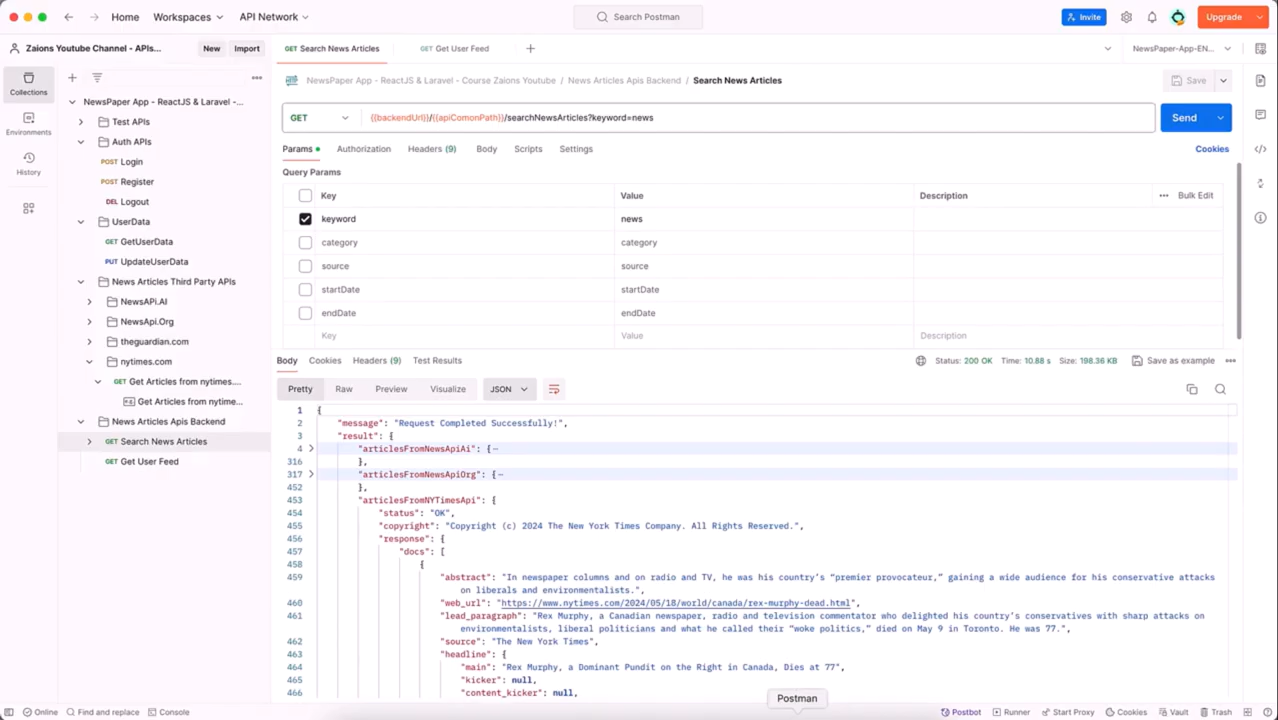 Home Workspaces API Network Search Postman Invite Upgrade
Zaions Youtube Channel - APIs... New Import GET Search News Articles GET Get User Feed NewsPaper-App-EN...
Collections
Environments
History
NewsPaper App - ReactJS & Laravel -...
Test APIs
Auth APIs
POST Login
POST Register
DEL Logout
UserData
GET GetUserData
PUT UpdateUserData
News Articles Third Party APIs
NewsApi.AI
NewsApi.Org
theguardian.com
nytimes.com
GET Get Articles from nytimes....
Get Articles from nytime...
News Articles Apis Backend
GET Search News Articles
GET Get User Feed
NewsPaper App - ReactJS & Laravel - Course Zaions Youtube / News Articles Apis Backend / Search News Articles Save
GET {{backendUrl}}/{{apiComonPath}}/searchNewsArticles?keyword=news Send
Params Authorization Headers (9) Body Scripts Settings Cookies
Query Params
Key Value Description Bulk Edit
keyword news
category category
source source
startDate startDate
endDate endDate
Key Value Description
Body Cookies Headers (9) Test Results Status: 200 OK Time: 10.88 s Size: 198.36 KB Save as example
Pretty Raw Preview Visualize JSON
1 {
2 "message": "Request Completed Successfully!",
3 "result": {
4 "articlesFromNewsApiAi": {
316 },
317 "articlesFromNewsApiOrg": {
452 },
453 "articlesFromNYTimesApi": {
454 "status": "OK",
455 "copyright": "Copyright (c) 2024 The New York Times Company. All Rights Reserved.",
456 "response": {
457 "docs": [
458 {
459 "abstract": "In newspaper columns and on radio and TV, he was his country's “premier provocateur,” gaining a wide audience for his conservative attacks
on liberals and environmentalists.",
460 "web_url": "https://www.nytimes.com/2024/05/18/world/canada/rex-murphy-dead.html",
461 "lead_paragraph": "Rex Murphy, a Canadian newspaper, radio and television commentator who delighted his country's conservatives with sharp attacks on
environmentalists, liberal politicians and what he called their “woke politics,” died on May 9 in Toronto. He was 77.",
462 "source": "The New York Times",
463 "headline": {
464 "main": "Rex Murphy, a Dominant Pundit on the Right in Canada, Dies at 77",
465 "kicker": null,
466 "content_kicker": null,
Postman
Online Find and replace Console Postbot Runner Start Proxy Cookies Vault Trash